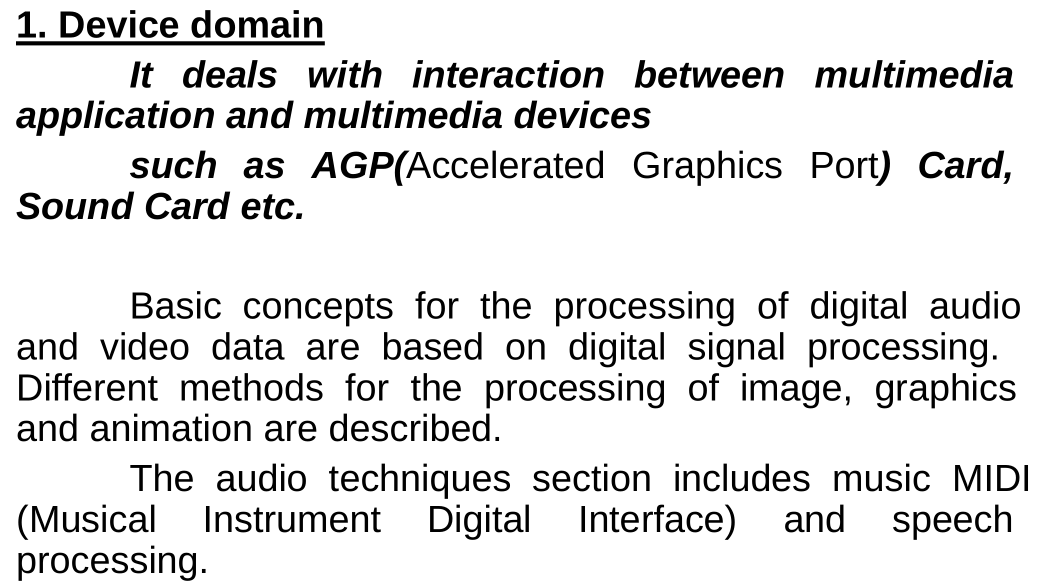 1. Device domain
It deals with interaction between multimedia
application and multimedia devices
such as AGP(Accelerated Graphics Port) Card,
Sound Card etc.
Basic concepts for the processing of digital audio
and video data are based on digital signal processing.
Different methods for the processing of image, graphics
and animation are described.
The audio techniques section includes music MIDI
(Musical Instrument Digital Interface) and speech
processing.